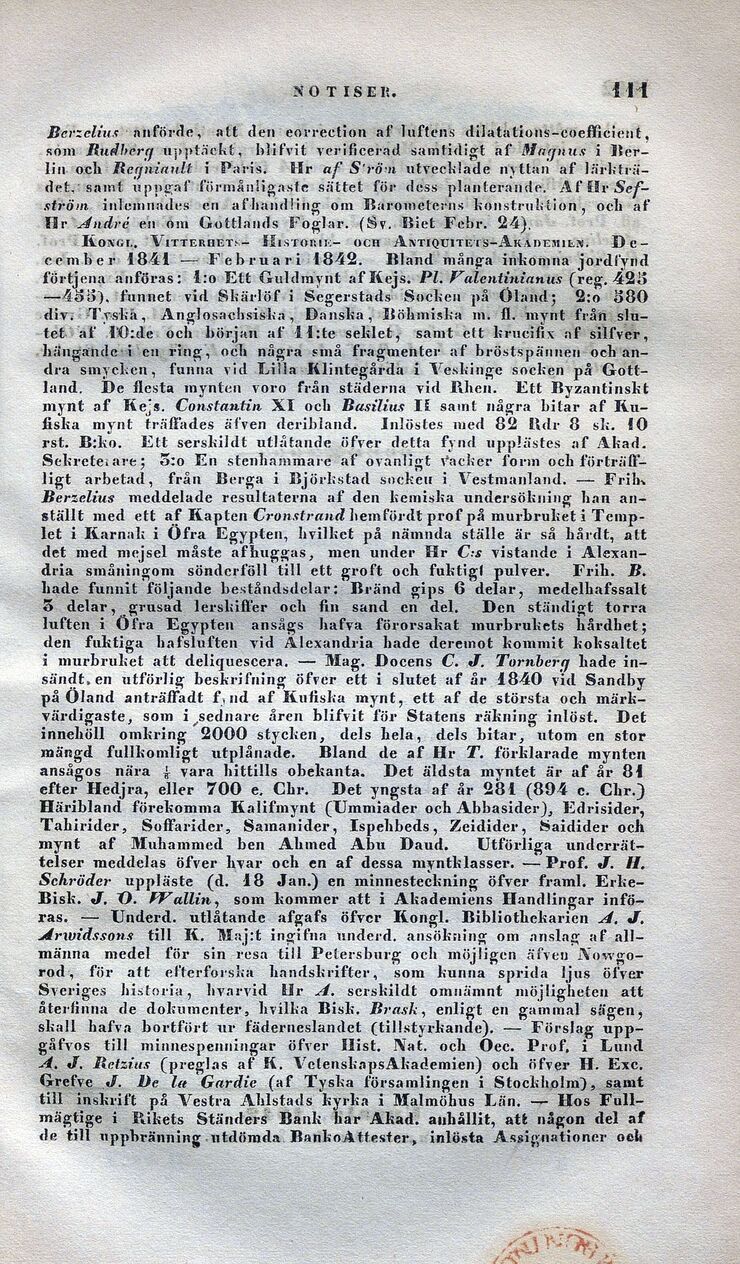 NOTISER. 111
Berzelius anförde, att den correction af luftens dilatations-coefficient,
som Rudberg upptäckt, blifvit verificerad samtidigt af Magnus i Ber-
lin och Regniault i Paris. Hr af S'röm utvecklade nyttan af lärkträ-
det, samt uppgaf förmånligaste sättet för dess planterande. Af Hr Sef-
ström inlemnades en afhandling om Barometerns konstruktion, och af
Hr André en om Gottlands Foglar. (Sv. Biet Febr. 24).
Kongl. Vitterhets- Historie- och Antiquitets-Akademien. De-
cember 1841 — Februari 1842. Bland många inkomna jordfynd
förtjena anföras: 1:o Ett Guldmynt af Kejs. Pl. Valentinianus (reg. 425
—455), funnet vid Skärlöf i Segerstads Socken på Öland; 2:o 580
div. Tyska, Anglosachsiska, Danska, Böhmiska m. fl. mynt från slu-
tet af 10:de och början af 11:te seklet, samt ett krucifix af silfver,
hängande i en ring, och några små fragmenter af bröstspännen och an-
dra smycken, funna vid Lilla Klintegårda i Veskinge socken på Gott-
land. De flesta mynten voro från städerna vid Rhen. Ett Byzantinskt
mynt af Kejs. Constantin XI och Basilius II samt några bitar af Ku-
fiska mynt träffades äfven deribland. Inlöstes med 82 Rdr 8 sk. 10
rst. B:ko. Ett serskildt utlåtande öfver detta fynd upplästes af Akad.
Sekreterare; 3:o En stenhammare af ovanligt vacker form och förträff-
ligt arbetad, från Berga i Björkstad socken i Vestmanland. — Frih.
Berzelius meddelade resultaterna af den kemiska undersökning han an-
ställt med ett af Kapten Cronstrand hemfördt prof på murbruket i Temp-
let i Karnak i Öfra Egypten, hvilket på nämnda ställe är så hårdt, att
det med mejsel måste afhuggas, men under Hr C:s vistande i Alexan-
dria småningom sönderföll till ett groft och fuktigt pulver. Frih. B.
hade funnit följande beståndsdelar: Bränd gips 6 delar, medelhafssalt
3 delar, grusad lerskiffer och fin sand en del. Den ständigt torra
luften i Öfra Egypten ansågs hafva förorsakat murbrukets hårdhet;
den fuktiga hafsluften vid Alexandria hade deremot kommit koksaltet
i murbruket att deliquescera. — Mag. Docens C. J. Tornberg hade in-
sändt en utförlig beskrifning öfver ett i slutet af år 1840 vid Sandby
på Öland anträffadt fynd af Kufiska mynt, ett af de största och märk-
värdigaste, som i sednare åren blifvit för Statens räkning inlöst. Det
innehöll omkring 2000 stycken, dels hela, dels bitar, utom en stor
mängd fullkomligt utplånade. Bland de af Hr T. förklarade mynten
ansågos nära vara hittills obekanta. Det äldsta myntet är af år 81
efter Hedjra, eller 700 e. Chr. Det yngsta af år 281 (894 e. Chr.)
Häribland förekomma Kalifmynt (Ummiader och Abbasider), Edrisider,
Tahirider, Soffarider, Samanider, Ispehbeds, Zeidider, Saidider och
mynt af Muhammed ben Ahmed Abu Daud. Utförliga underrät-
telser meddelas öfver hvar och en af dessa myntklasser. — Prof. J. H.
Schröder uppläste (d. 18 Jan.) en minnesteckning öfver framl. Erke-
Bisk. J. O. Wallin, som kommer att i Akademiens Handlingar infö-
ras. — Underd. utlåtande afgafs öfver Kongl. Bibliothekarien A. J.
Arwidssons till K. Maj:t ingifna underd. ansökning om anslag af all-
männa medel för sin resa till Petersburg och möjligen äfven Nowgo-
rod, för att efterforska handskrifter, som kunna sprida ljus öfver
Sveriges historia, hvarvid Hr A. serskildt omnämnt möjligheten att
återfinna de dokumenter, hvilka Bisk. Brask, enligt en gammal sägen,
skall hafva bortfört ur fäderneslandet (tillstyrkande). — Förslag upp-
gåfvos till minnespenningar öfver Hist. Nat. och Oec. Prof. i Lund
A. J. Retzius (preglas af K. VetenskapsAkademien) och öfver H. Exc.
Grefve J. De la Gardie (af Tyska församlingen i Stockholm), samt
till inskrift på Vestra Ahlstads kyrka i Malmöhus Län. — Hos Full-
mägtige i Rikets Ständers Bank har Akad. anhållit, att någon del af
de till uppbränning utdömda BankoAttester, inlösta Assignationer och